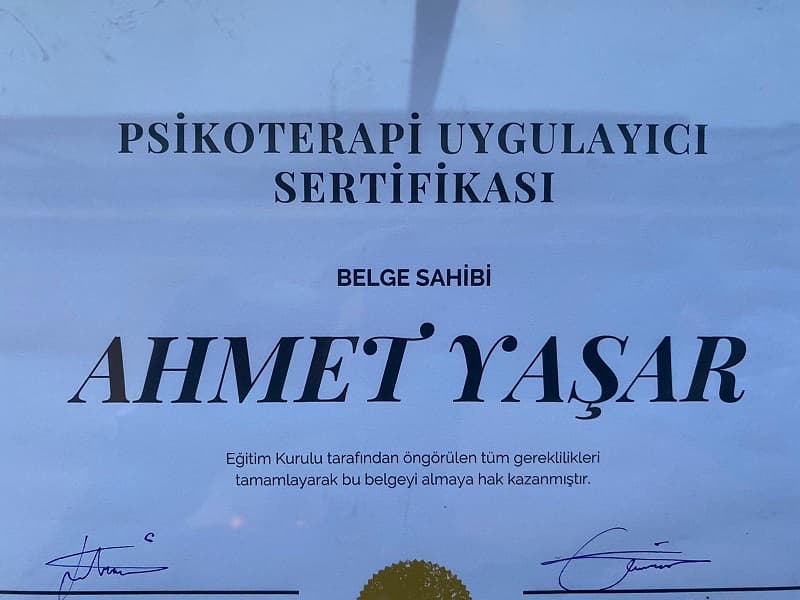 PSİKOTERAPİ UYGULAYICI
SERTİFİKASI
BELGE SAHİBİ
AHMET YAŞAR
Eğitim Kurulu tarafından öngörülen tüm gereklilikleri
tamamlayarak bu belgeyi almaya hak kazanmıştır.